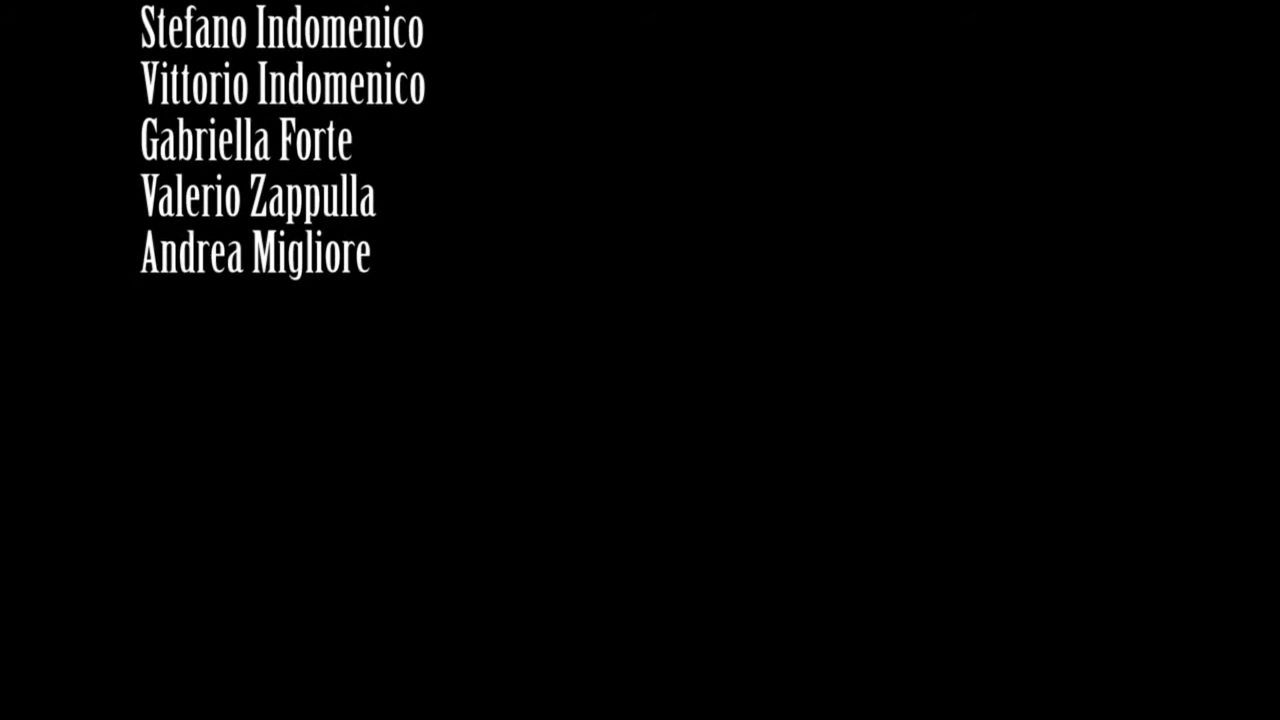 Stefano Indomenico
Vittorio Indomenico
Gabriella Forte
Valerio Zappulla
Andrea Migliore